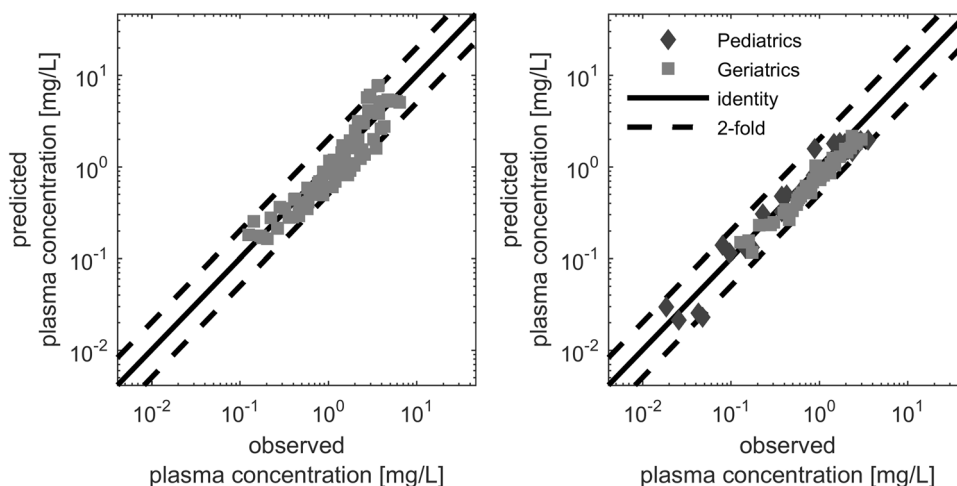 predicted
plasma concentration [mg/L]
10^1
10^0
10^-1
10^-2
10^-2 10^-1 10^0 10^1
observed
plasma concentration [mg/L]
predicted
plasma concentration [mg/L]
10^1
10^0
10^-1
10^-2
Pediatrics
Geriatrics
identity
2-fold
10^-2 10^-1 10^0 10^1
observed
plasma concentration [mg/L]